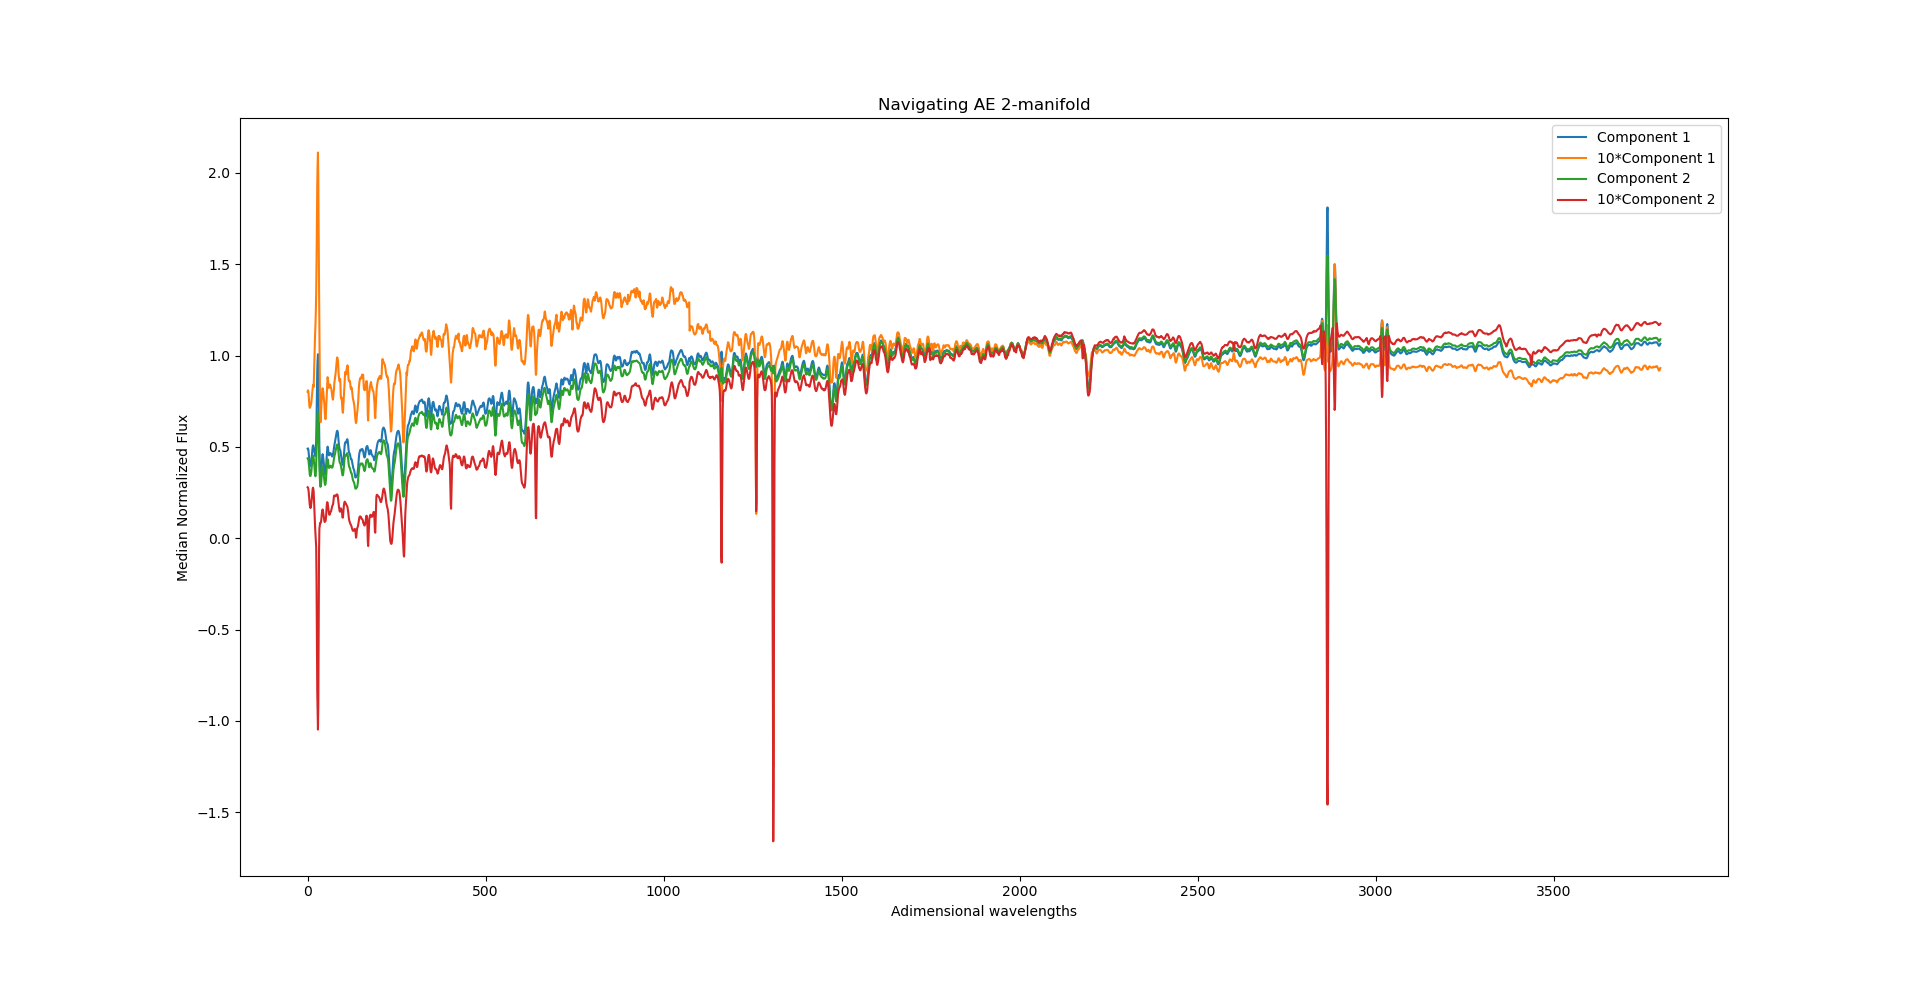 Navigating AE 2-manifold
Component 1
10*Component 1
Component 2
10*Component 2
Median Normalized Flux
2.0
1.5
1.0
0.5
0.0
−0.5
−1.0
−1.5
0 500 1000 1500 2000 2500 3000 3500
Adimensional wavelengths